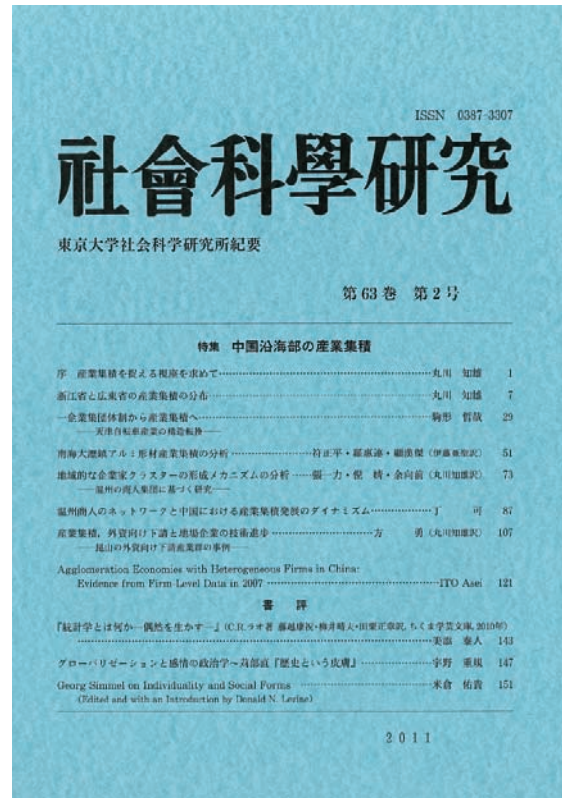 ISSN 0387-3307
社會科學研究
東京大学社会科学研究所紀要
第63巻 第2号
特集 中国沿海部の産業集積
序 産業集積を捉える視座を求めて……丸川 知雄 1
浙江省と広東省の産業集積の分布……丸川 知雄 7
一企業集団体制から産業集積へ……駒形 哲哉 29
――天津自転車産業の構造転換――
南海大瀝鎮アルミ形材産業集積の分析……符正平・羅惠遠・顧漢傑（伊藤亜聖訳） 51
地域的な企業家クラスターの形成メカニズムの分析……張一力・倪婧・余向前（丸川知雄訳） 73
――温州の商人集団に基づく研究――
温州商人のネットワークと中国における産業集積発展のダイナミズム……丁 可 87
産業集積，外資向け下請と地場企業の技術進歩……方 勇（丸川知雄訳） 107
――昆山の外資向け下請産業群の事例――
Agglomeration Economies with Heterogeneous Firms in China:
Evidence from Firm-Level Data in 2007……ITO Asei 121
書 評
『統計学とは何か―偶然を生かす―』（C.R.ラオ著 藤越康祝・柳井晴夫・田栗正章訳，ちくま学芸文庫，2010年）
……美添 泰人 143
グローバリゼーションと感情の政治学～苅部直『歴史という皮膚』……宇野 重規 147
Georg Simmel on Individuality and Social Forms……米倉 佑貴 151
(Edited and with an Introduction by Donald N. Levine)
2011